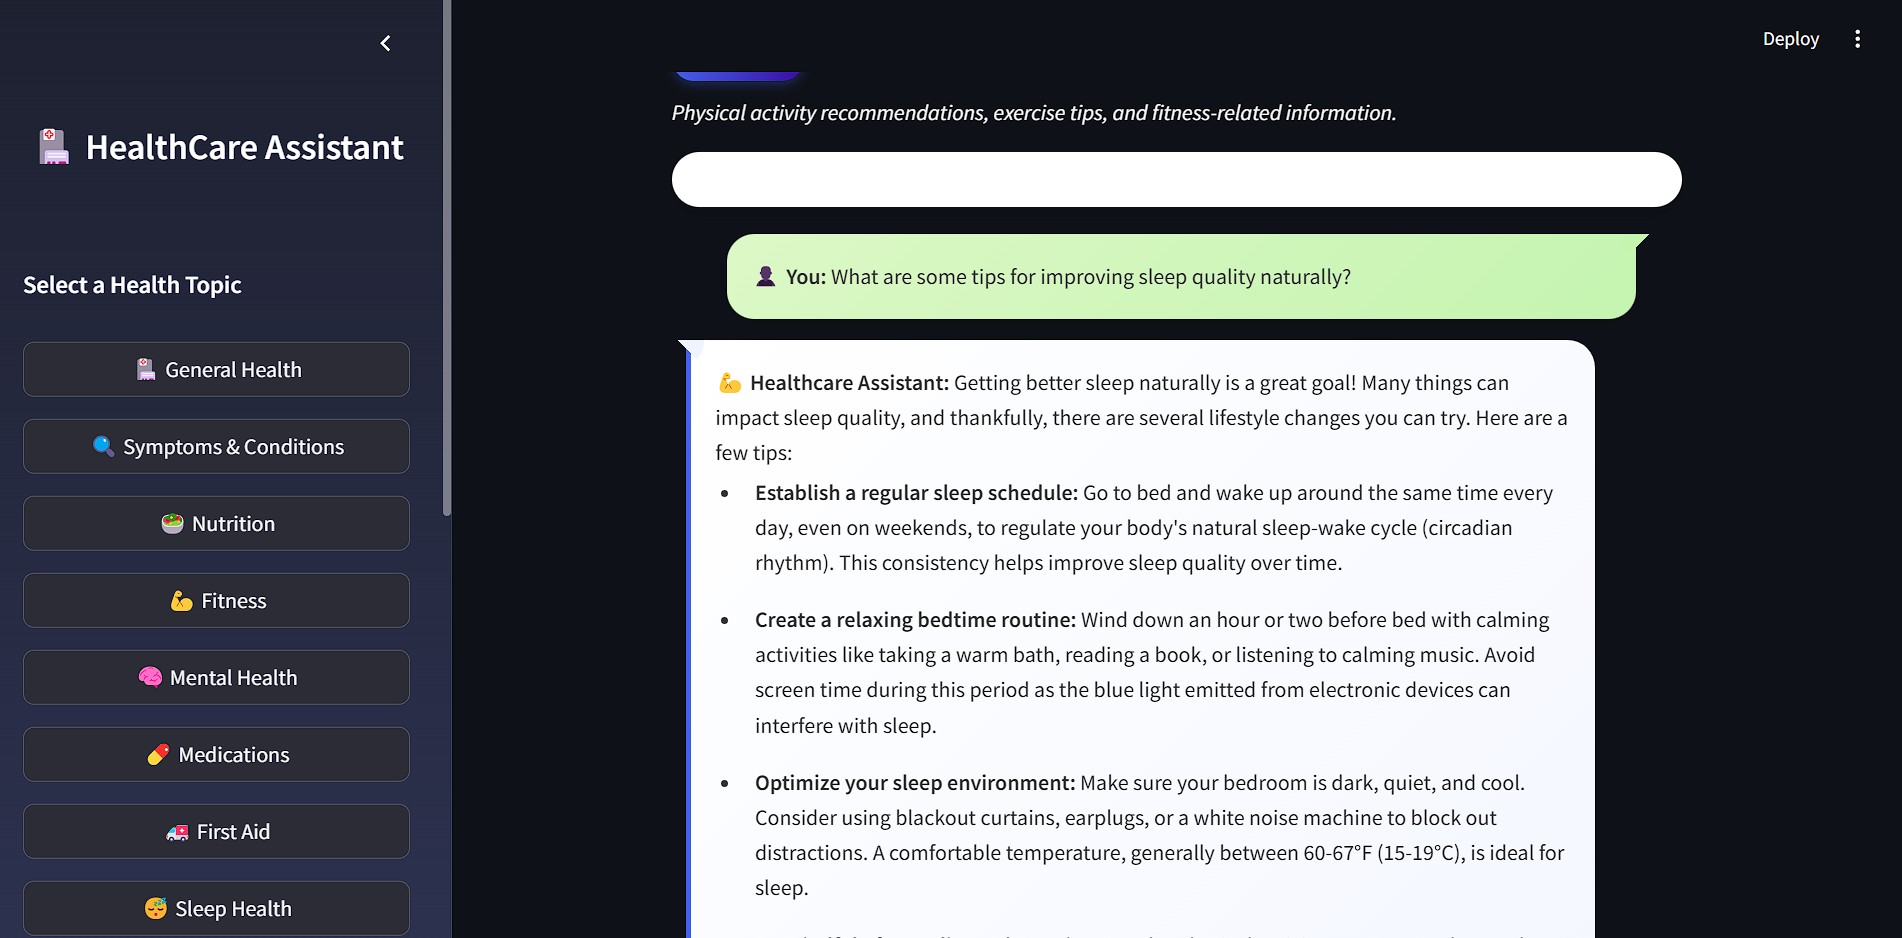 Deploy
HealthCare Assistant
Select a Health Topic
General Health
Symptoms & Conditions
Nutrition
Fitness
Mental Health
Medications
First Aid
Sleep Health
Physical activity recommendations, exercise tips, and fitness-related information.
You: What are some tips for improving sleep quality naturally?
Healthcare Assistant: Getting better sleep naturally is a great goal! Many things can
impact sleep quality, and thankfully, there are several lifestyle changes you can try. Here are a
few tips:
Establish a regular sleep schedule: Go to bed and wake up around the same time every
day, even on weekends, to regulate your body's natural sleep-wake cycle (circadian
rhythm). This consistency helps improve sleep quality over time.
Create a relaxing bedtime routine: Wind down an hour or two before bed with calming
activities like taking a warm bath, reading a book, or listening to calming music. Avoid
screen time during this period as the blue light emitted from electronic devices can
interfere with sleep.
Optimize your sleep environment: Make sure your bedroom is dark, quiet, and cool.
Consider using blackout curtains, earplugs, or a white noise machine to block out
distractions. A comfortable temperature, generally between 60-67°F (15-19°C), is ideal for
sleep.